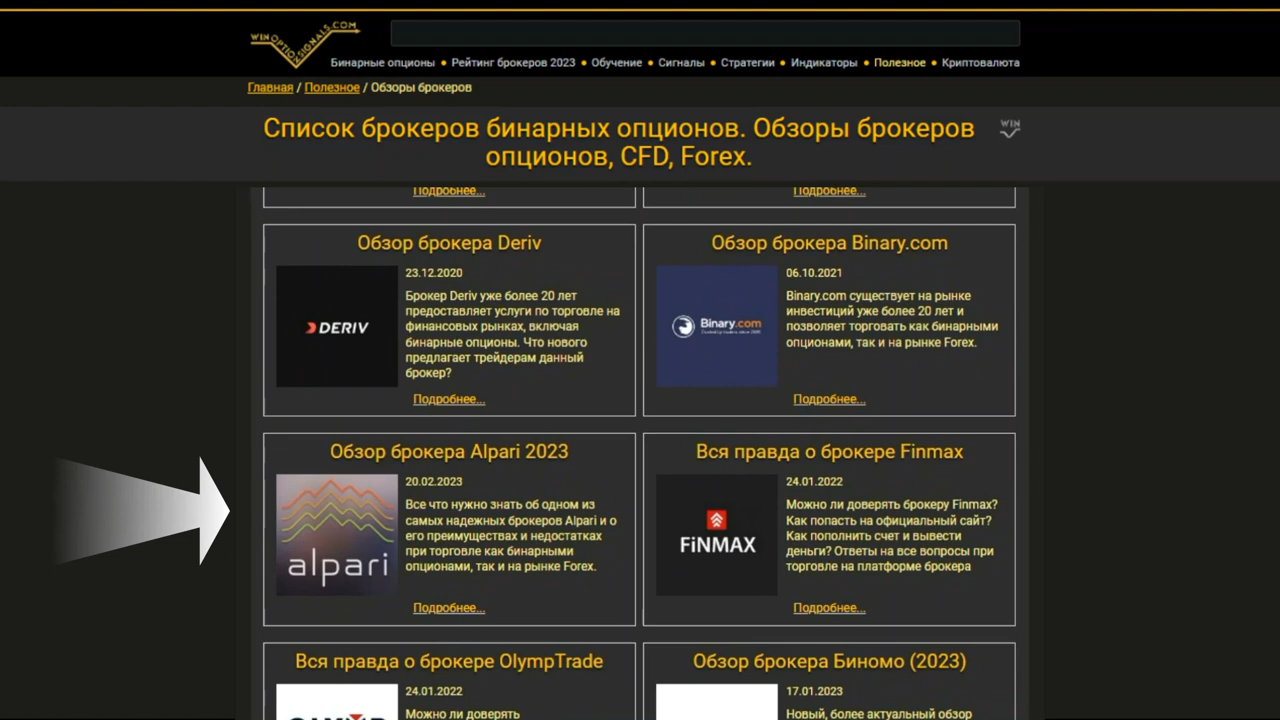 WINOPTIONSIGNALS.COM
Бинарные опционы • Рейтинг брокеров 2023 • Обучение • Сигналы • Стратегии • Индикаторы • Полезное • Криптовалюта
Главная / Полезное / Обзоры брокеров
Список брокеров бинарных опционов. Обзоры брокеров
опционов, CFD, Forex.
WIN
Подробнее...
Подробнее...
Обзор брокера Deriv
DERIV
23.12.2020
Брокер Deriv уже более 20 лет
предоставляет услуги по торговле на
финансовых рынках, включая
бинарные опционы. Что нового
предлагает трейдерам данный
брокер?
Подробнее...
Обзор брокера Binary.com
Binary.com
06.10.2021
Binary.com существует на рынке
инвестиций уже более 20 лет и
позволяет торговать как бинарными
опционами, так и на рынке Forex.
Подробнее...
Обзор брокера Alpari 2023
alpari
20.02.2023
Все что нужно знать об одном из
самых надежных брокеров Alpari и о
его преимуществах и недостатках
при торговле как бинарными
опционами, так и на рынке Forex.
Подробнее...
Вся правда о брокере Finmax
FiNMAX
24.01.2022
Можно ли доверять брокеру Finmax?
Как попасть на официальный сайт?
Как пополнить счет и вывести
деньги? Ответы на все вопросы при
торговле на платформе брокера
Подробнее...
Вся правда о брокере OlympTrade
24.01.2022
Можно ли доверять
Обзор брокера Биномо (2023)
17.01.2023
Новый, более актуальный обзор